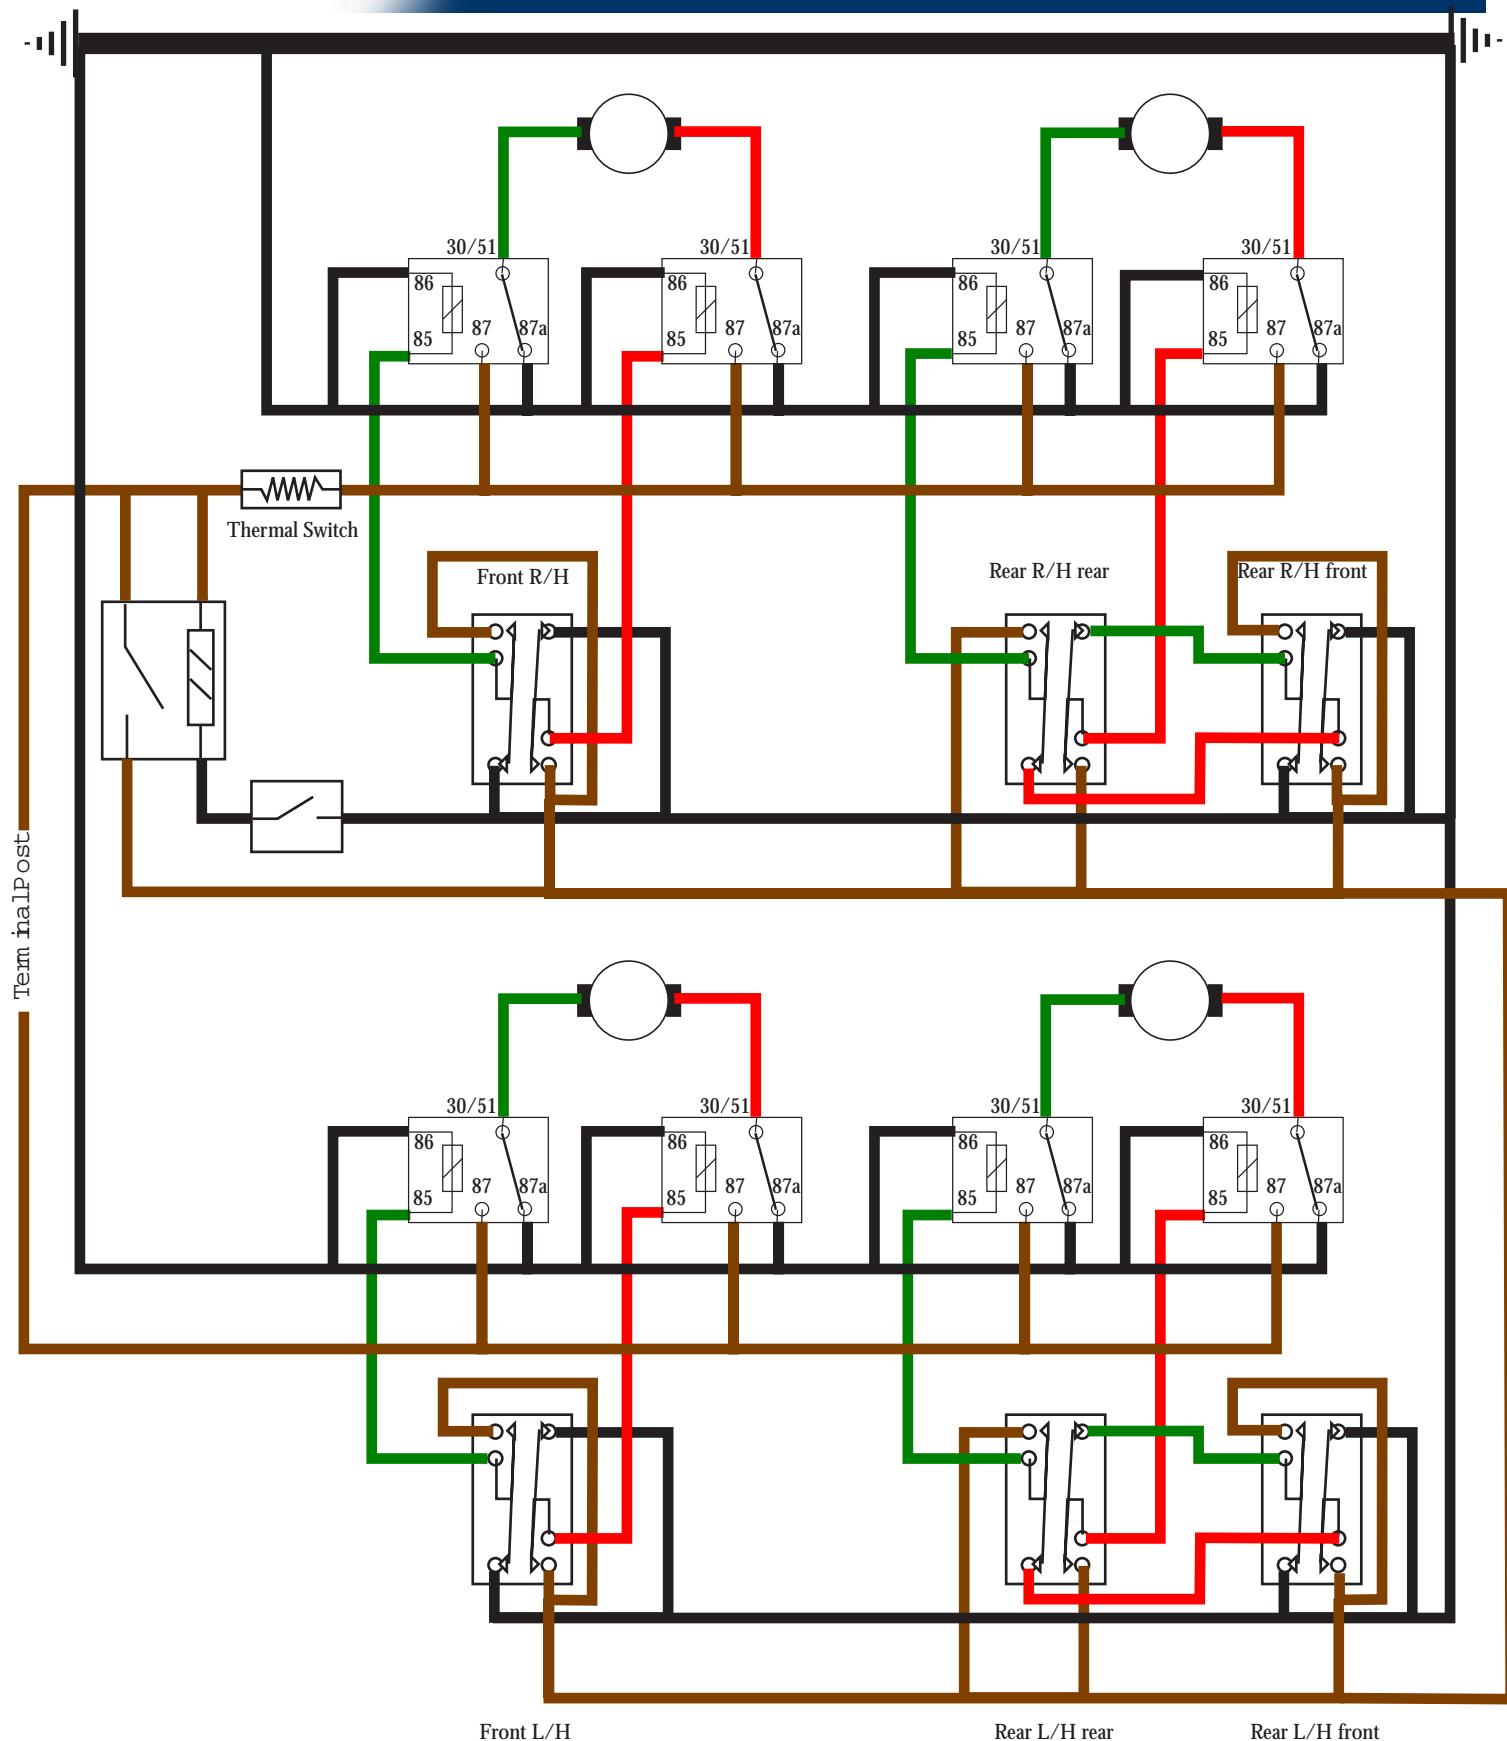 30/51 30/51 30/51 30/51
86 86 86 86
85 87 87a 85 87 87a 85 87 87a 85 87 87a
Thermal Switch
Front R/H Rear R/H rear Rear R/H front
Terminal Post
30/51 30/51 30/51 30/51
86 86 86 86
85 87 87a 85 87 87a 85 87 87a 85 87 87a
Front L/H Rear L/H rear Rear L/H front